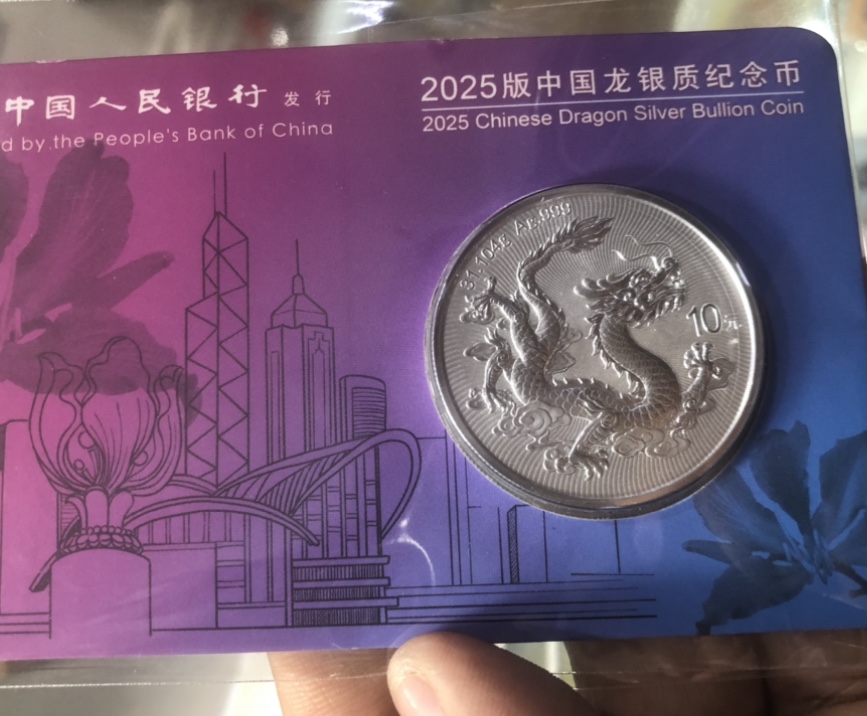 中国人民银行 发行
d by the People's Bank of China
2025版中国龙银质纪念币
2025 Chinese Dragon Silver Bullion Coin
31.104g Ag.999
10元